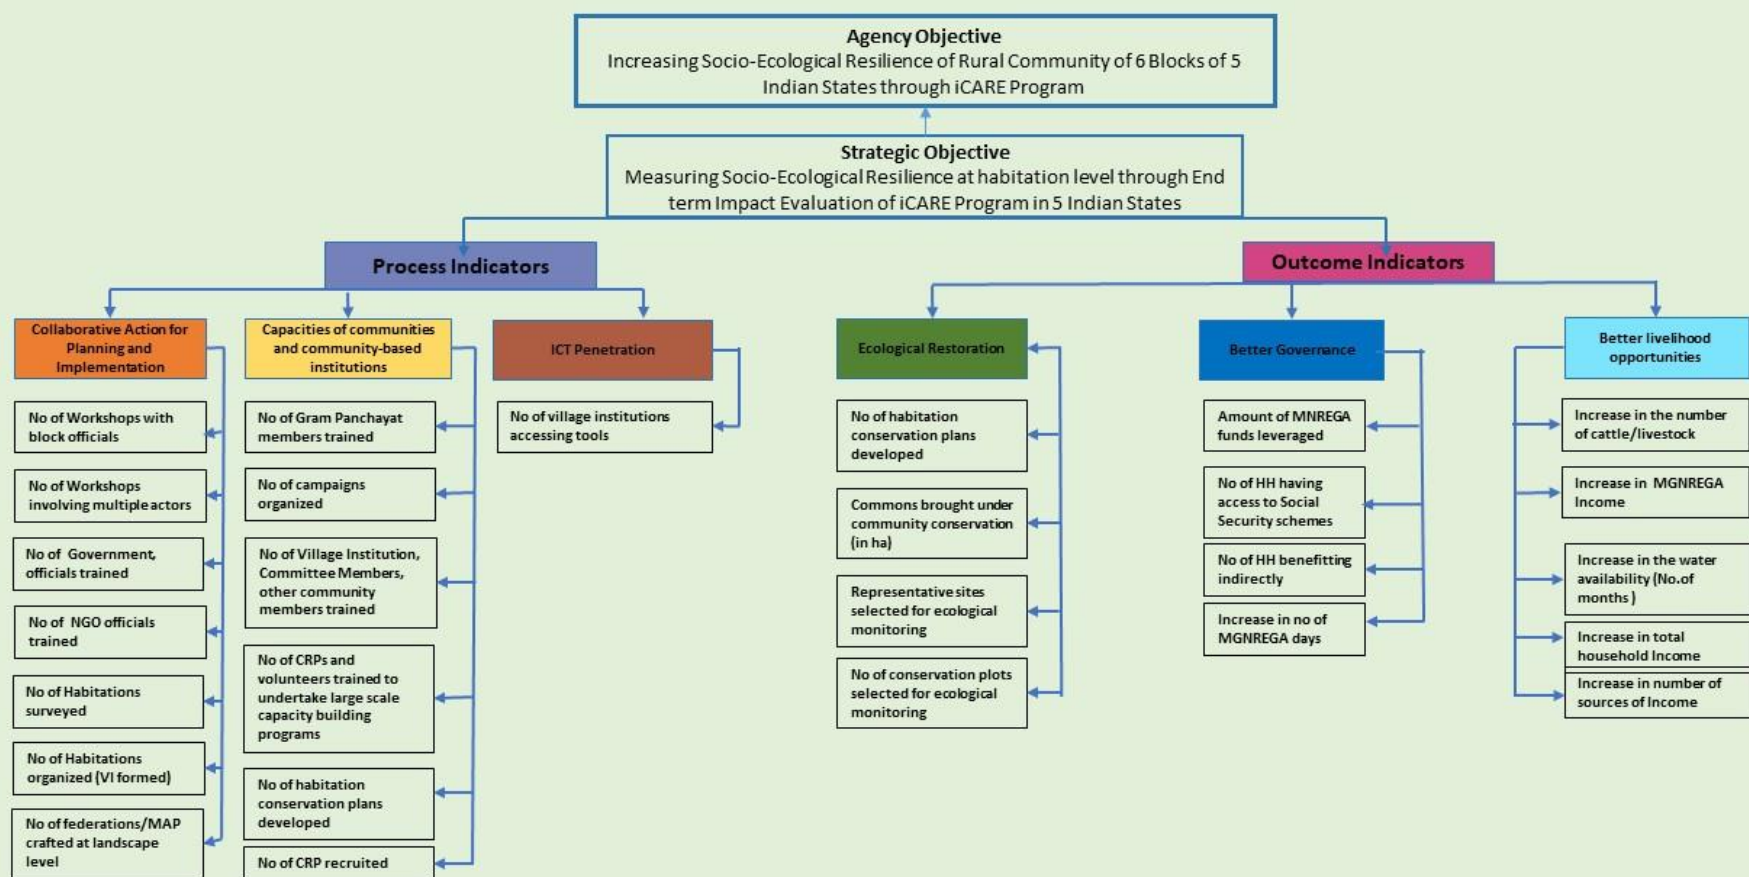 Agency Objective
Increasing Socio-Ecological Resilience of Rural Community of 6 Blocks of 5
Indian States through iCARE Program
Strategic Objective
Measuring Socio-Ecological Resilience at habitation level through End
term Impact Evaluation of iCARE Program in 5 Indian States
Process Indicators
Outcome Indicators
Collaborative Action for
Planning and
Implementation
No of Workshops with
block officials
No of Workshops
involving multiple actors
No of Government,
officials trained
No of NGO officials
trained
No of Habitations
surveyed
No of Habitations
organized (VI formed)
No of federations/MAP
crafted at landscape
level
Capacities of communities
and community-based
institutions
No of Gram Panchayat
members trained
No of campaigns
organized
No of Village Institution,
Committee Members,
other community
members trained
No of CRPs and
volunteers trained to
undertake large scale
capacity building
programs
No of habitation
conservation plans
developed
No of CRP recruited
ICT Penetration
No of village institutions
accessing tools
Ecological Restoration
No of habitation
conservation plans
developed
Commons brought under
community conservation
(in ha)
Representative sites
selected for ecological
monitoring
No of conservation plots
selected for ecological
monitoring
Better Governance
Amount of MNREGA
funds leveraged
No of HH having
access to Social
Security schemes
No of HH benefitting
indirectly
Increase in no of
MGNREGA days
Better livelihood
opportunities
Increase in the number
of cattle/livestock
Increase in MGNREGA
Income
Increase in the water
availability (No.of
months )
Increase in total
household Income
Increase in number of
sources of Income